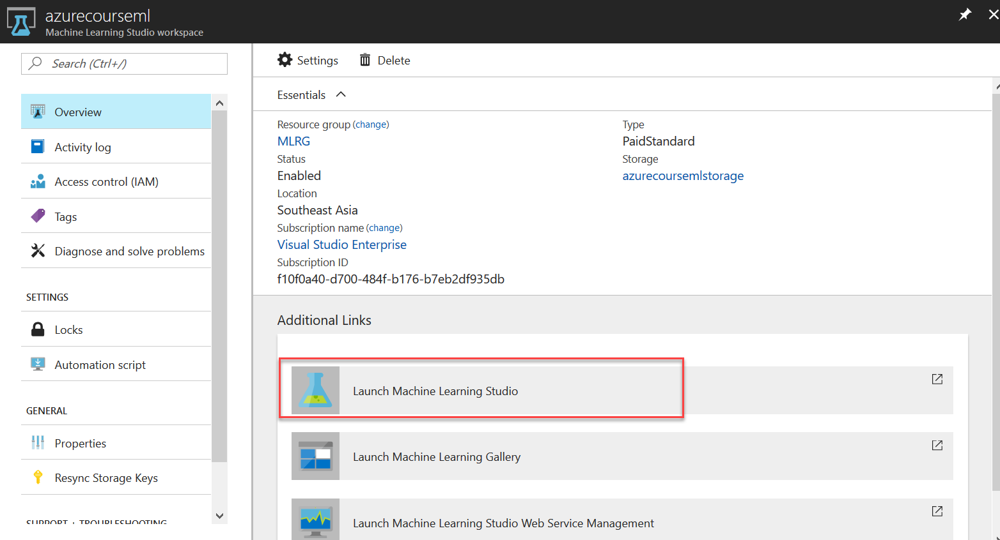 azurecourseml
Machine Learning Studio workspace
Search (Ctrl+/)
Overview
Activity log
Access control (IAM)
Tags
Diagnose and solve problems
SETTINGS
Locks
Automation script
GENERAL
Properties
Resync Storage Keys
SUPPORT + TROUBLESHOOTING
Settings
Delete
Essentials
Resource group (change)
MLRG
Status
Enabled
Location
Southeast Asia
Subscription name (change)
Visual Studio Enterprise
Subscription ID
f10f0a40-d700-484f-b176-b7eb2df935db
Type
PaidStandard
Storage
azurecoursemlstorage
Additional Links
Launch Machine Learning Studio
Launch Machine Learning Gallery
Launch Machine Learning Studio Web Service Management